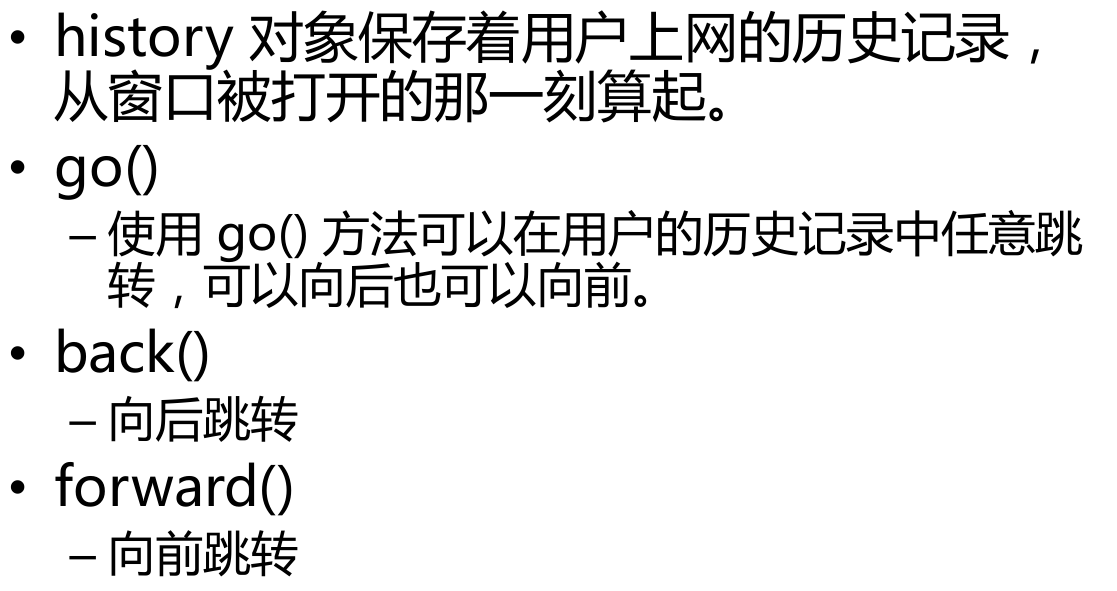 • history 对象保存着用户上网的历史记录，
从窗口被打开的那一刻算起。
• go()
– 使用 go() 方法可以在用户的历史记录中任意跳
转，可以向后也可以向前。
• back()
– 向后跳转
• forward()
– 向前跳转